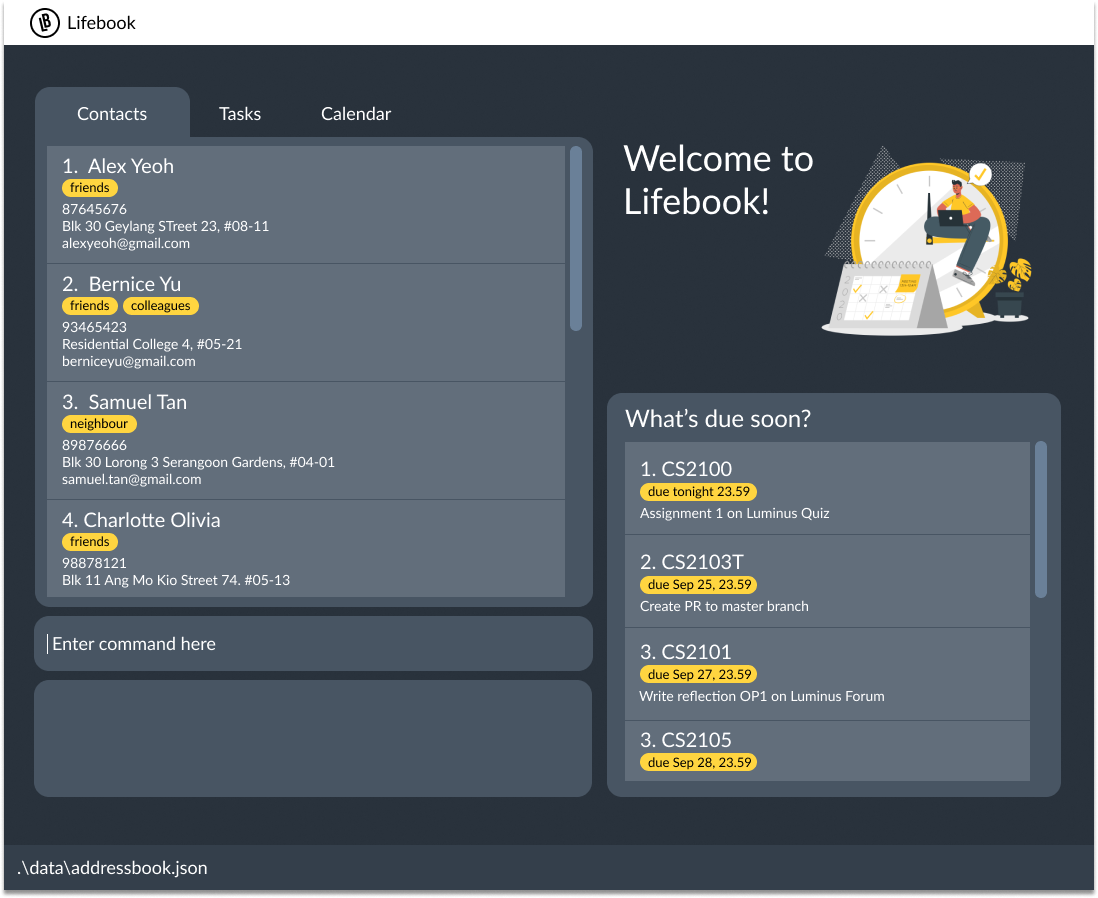 LB Lifebook
Contacts
Tasks
Calendar
1. Alex Yeoh
friends
87645676
Blk 30 Geylang STreet 23, #08-11
alexyeoh@gmail.com
2. Bernice Yu
friends colleagues
93465423
Residential College 4, #05-21
berniceyu@gmail.com
3. Samuel Tan
neighbour
89876666
Blk 30 Lorong 3 Serangoon Gardens, #04-01
samuel.tan@gmail.com
4. Charlotte Olivia
friends
98878121
Blk 11 Ang Mo Kio Street 74. #05-13
Enter command here
Welcome to
Lifebook!
2020
What's due soon?
1. CS2100
due tonight 23.59
Assignment 1 on Luminus Quiz
2. CS2103T
due Sep 25, 23.59
Create PR to master branch
3. CS2101
due Sep 27, 23.59
Write reflection OP1 on Luminus Forum
3. CS2105
due Sep 28, 23.59
.\data\addressbook.json